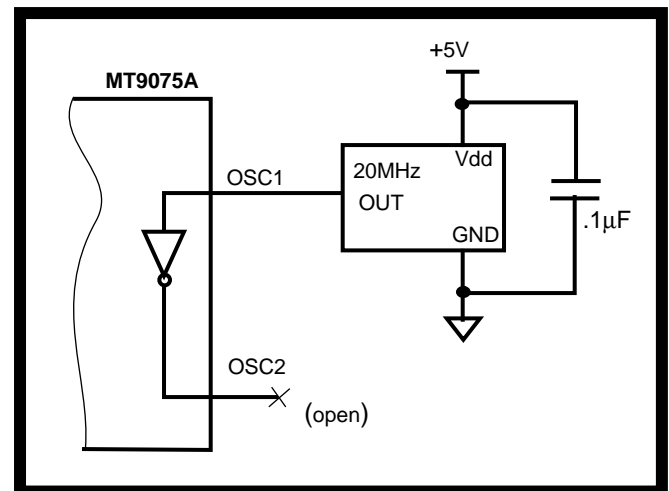 +5V
MT9075A
Vdd
20MHz
OSC1
OUT
.1µF
GND
OSC2
(open)